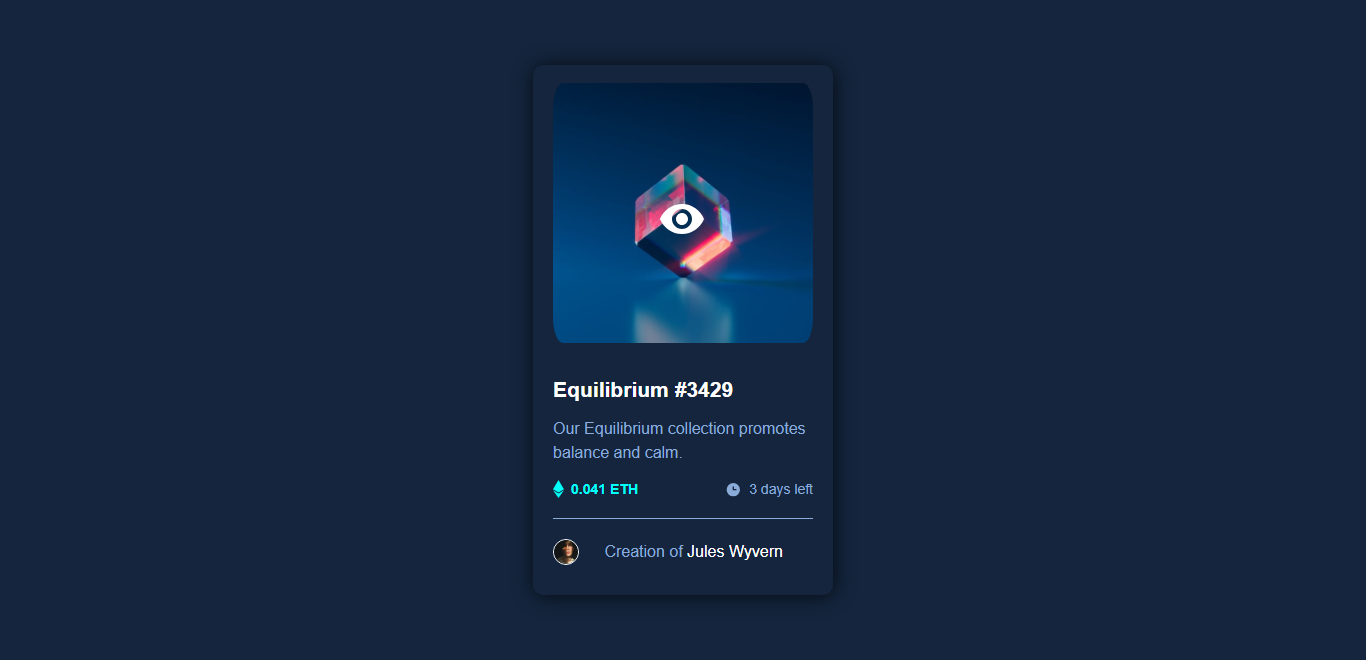 Equilibrium #3429
Our Equilibrium collection promotes
balance and calm.
0.041 ETH
3 days left
Creation of Jules Wyvern